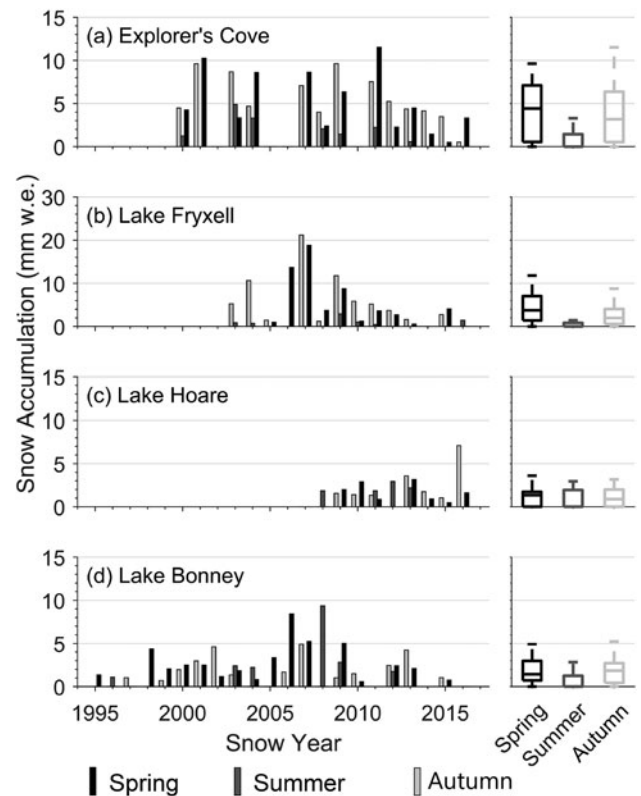 15
10
5
0
(a) Explorer's Cove
30
20
10
0
(b) Lake Fryxell
15
10
5
0
(c) Lake Hoare
15
10
5
0
(d) Lake Bonney
Snow Accumulation (mm w.e.)
1995 2000 2005 2010 2015
Snow Year
Spring Summer Autumn
Spring Summer Autumn